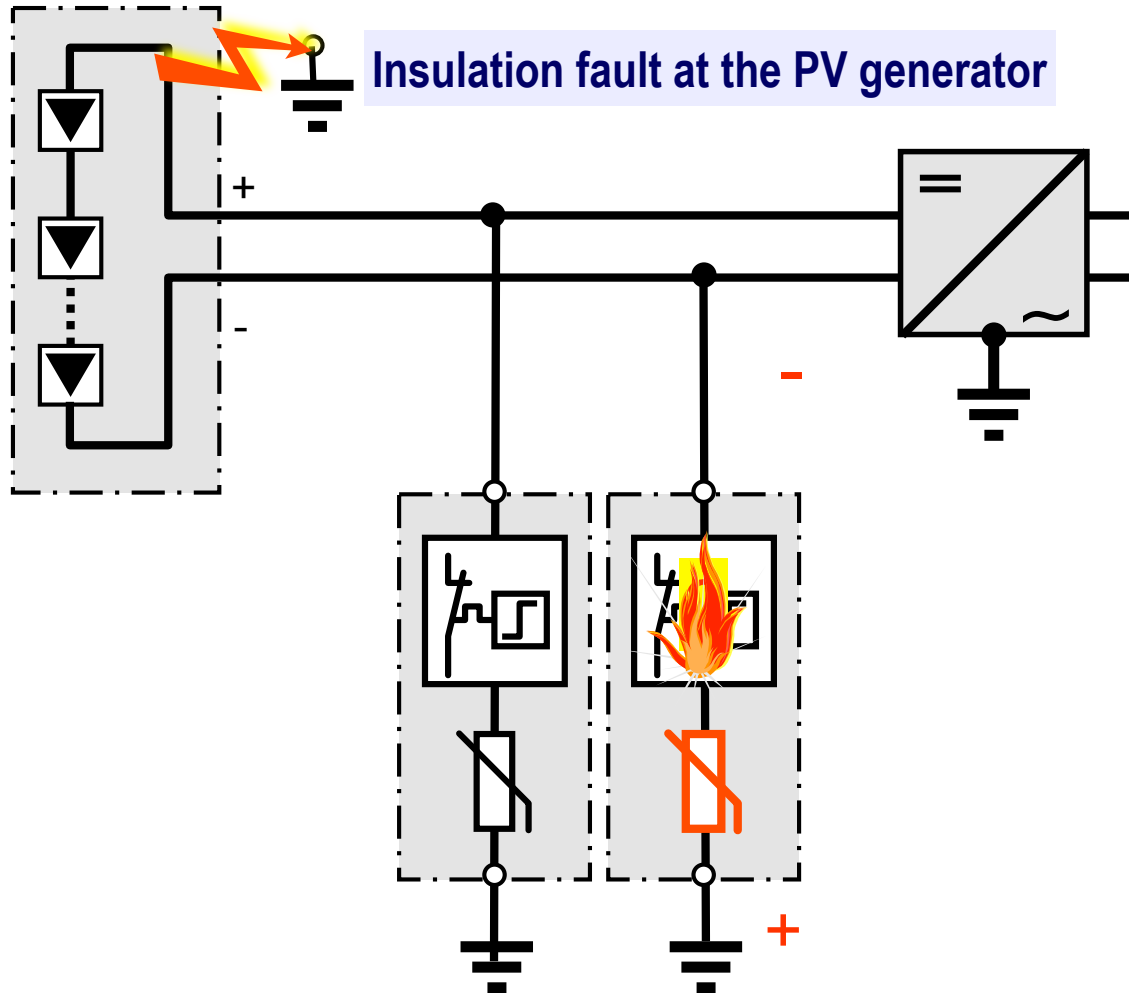 Insulation fault at the PV generator
+
-
-
+